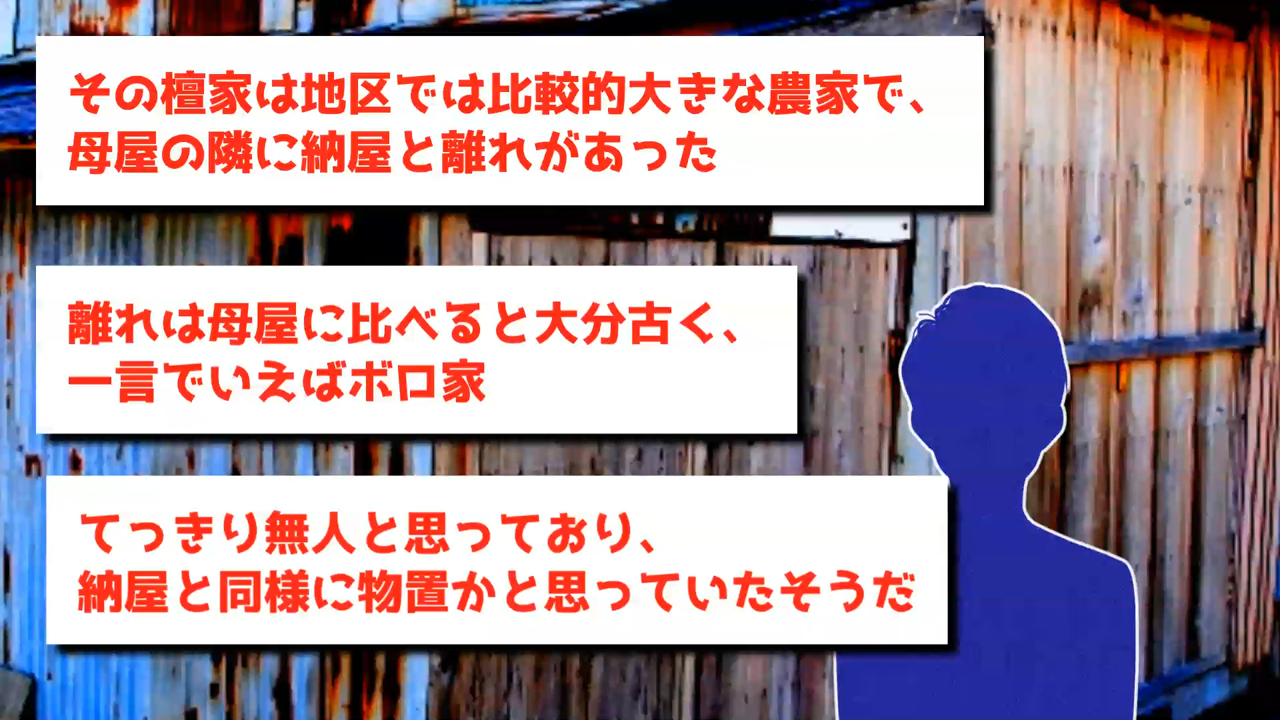 その檀家は地区では比較的大きな農家で、
母屋の隣に納屋と離れがあった
離れは母屋に比べると大分古く、
一言でいえばボロ家
てっきり無人と思っており、
納屋と同様に物置かと思っていたそうだ